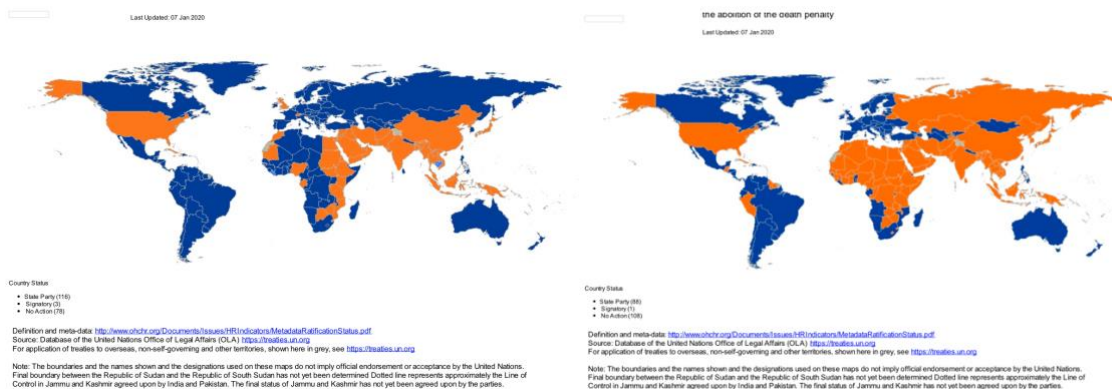 Last Updated: 07 Jan 2020
Country Status
State Party (116)
Signatory (3)
No Action (78)
Definition and meta-data: http://www.ohchr.org/Documents/Issues/HRIndicators/MetadataRatificationStatus.pdf
Source: Database of the United Nations Office of Legal Affairs (OLA) https://treaties.un.org
For application of treaties to overseas, non-self-governing and other territories, shown here in grey, see https://treaties.un.org
Note: The boundaries and the names shown and the designations used on these maps do not imply official endorsement or acceptance by the United Nations.
Final boundary between the Republic of Sudan and the Republic of South Sudan has not yet been determined Dotted line represents approximately the Line of
Control in Jammu and Kashmir agreed upon by India and Pakistan. The final status of Jammu and Kashmir has not yet been agreed upon by the parties.
the abolition of the death penalty
Last Updated: 07 Jan 2020
Country Status
State Party (88)
Signatory (1)
No Action (108)
Definition and meta-data: http://www.ohchr.org/Documents/Issues/HRIndicators/MetadataRatificationStatus.pdf
Source: Database of the United Nations Office of Legal Affairs (OLA) https://treaties.un.org
For application of treaties to overseas, non-self-governing and other territories, shown here in grey, see https://treaties.un.org
Note: The boundaries and the names shown and the designations used on these maps do not imply official endorsement or acceptance by the United Nations.
Final boundary between the Republic of Sudan and the Republic of South Sudan has not yet been determined Dotted line represents approximately the Line of
Control in Jammu and Kashmir agreed upon by India and Pakistan. The final status of Jammu and Kashmir has not yet been agreed upon by the parties.